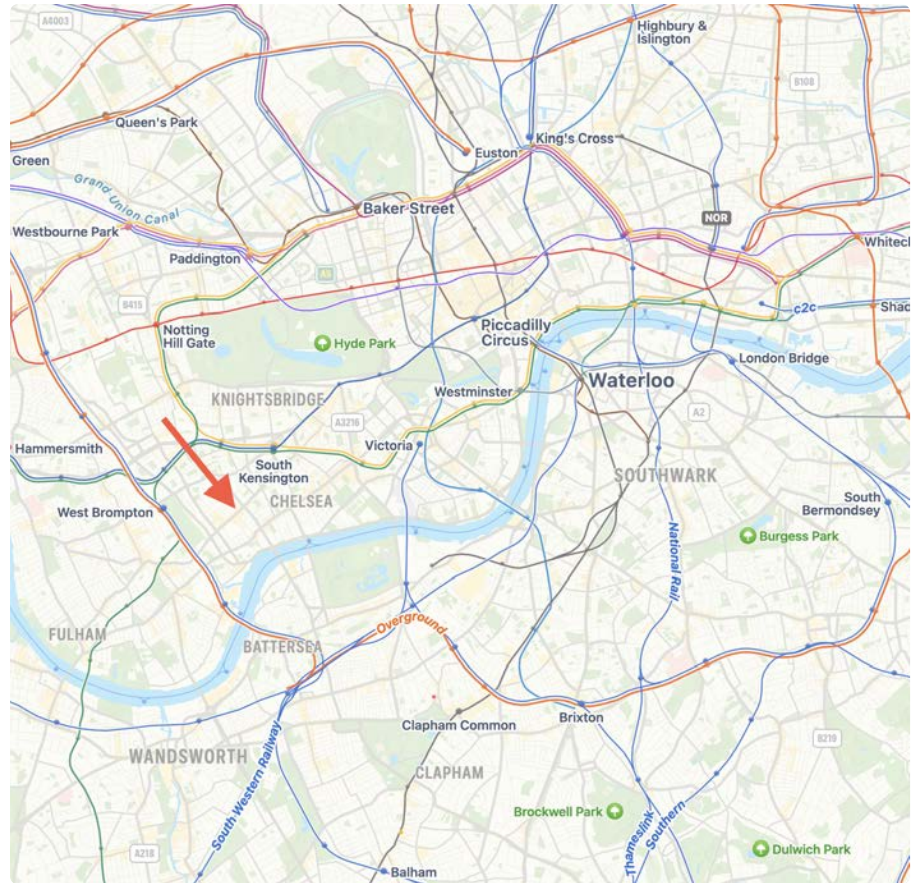 A4003
Highbury &
Islington
B108
Queen's Park
King's Cross
Euston
Green
Grand Union Canal
Baker Street
NOR
Westbourne Park
Whitech
Paddington
A5
B415
c2c
Shad
Notting
Hill Gate
Piccadilly
Circus
Hyde Park
London Bridge
Waterloo
Westminster
KNIGHTSBRIDGE
A3216
A2
Hammersmith
Victoria
South
Kensington
SOUTHWARK
CHELSEA
South
Bermondsey
West Brompton
National Rail
Burgess Park
Overground
FULHAM
BATTERSEA
Clapham Common
Brixton
B219
WANDSWORTH
South Western Railway
CLAPHAM
Brockwell Park
Thameslink
Southern
A218
Dulwich Park
Balham